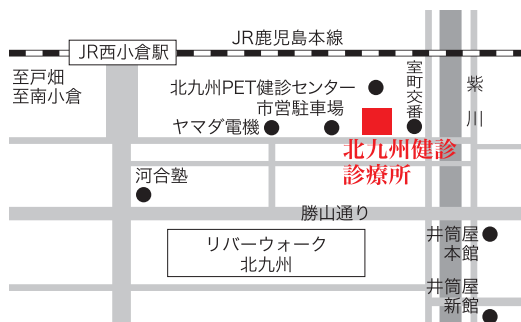 JR鹿児島本線
JR西小倉駅
至戸畑
至南小倉
北九州PET健診センター
市営駐車場
ヤマダ電機
室町交番
紫川
北九州健診
診療所
河合塾
勝山通り
リバーウォーク
北九州
井筒屋
本館
井筒屋
新館